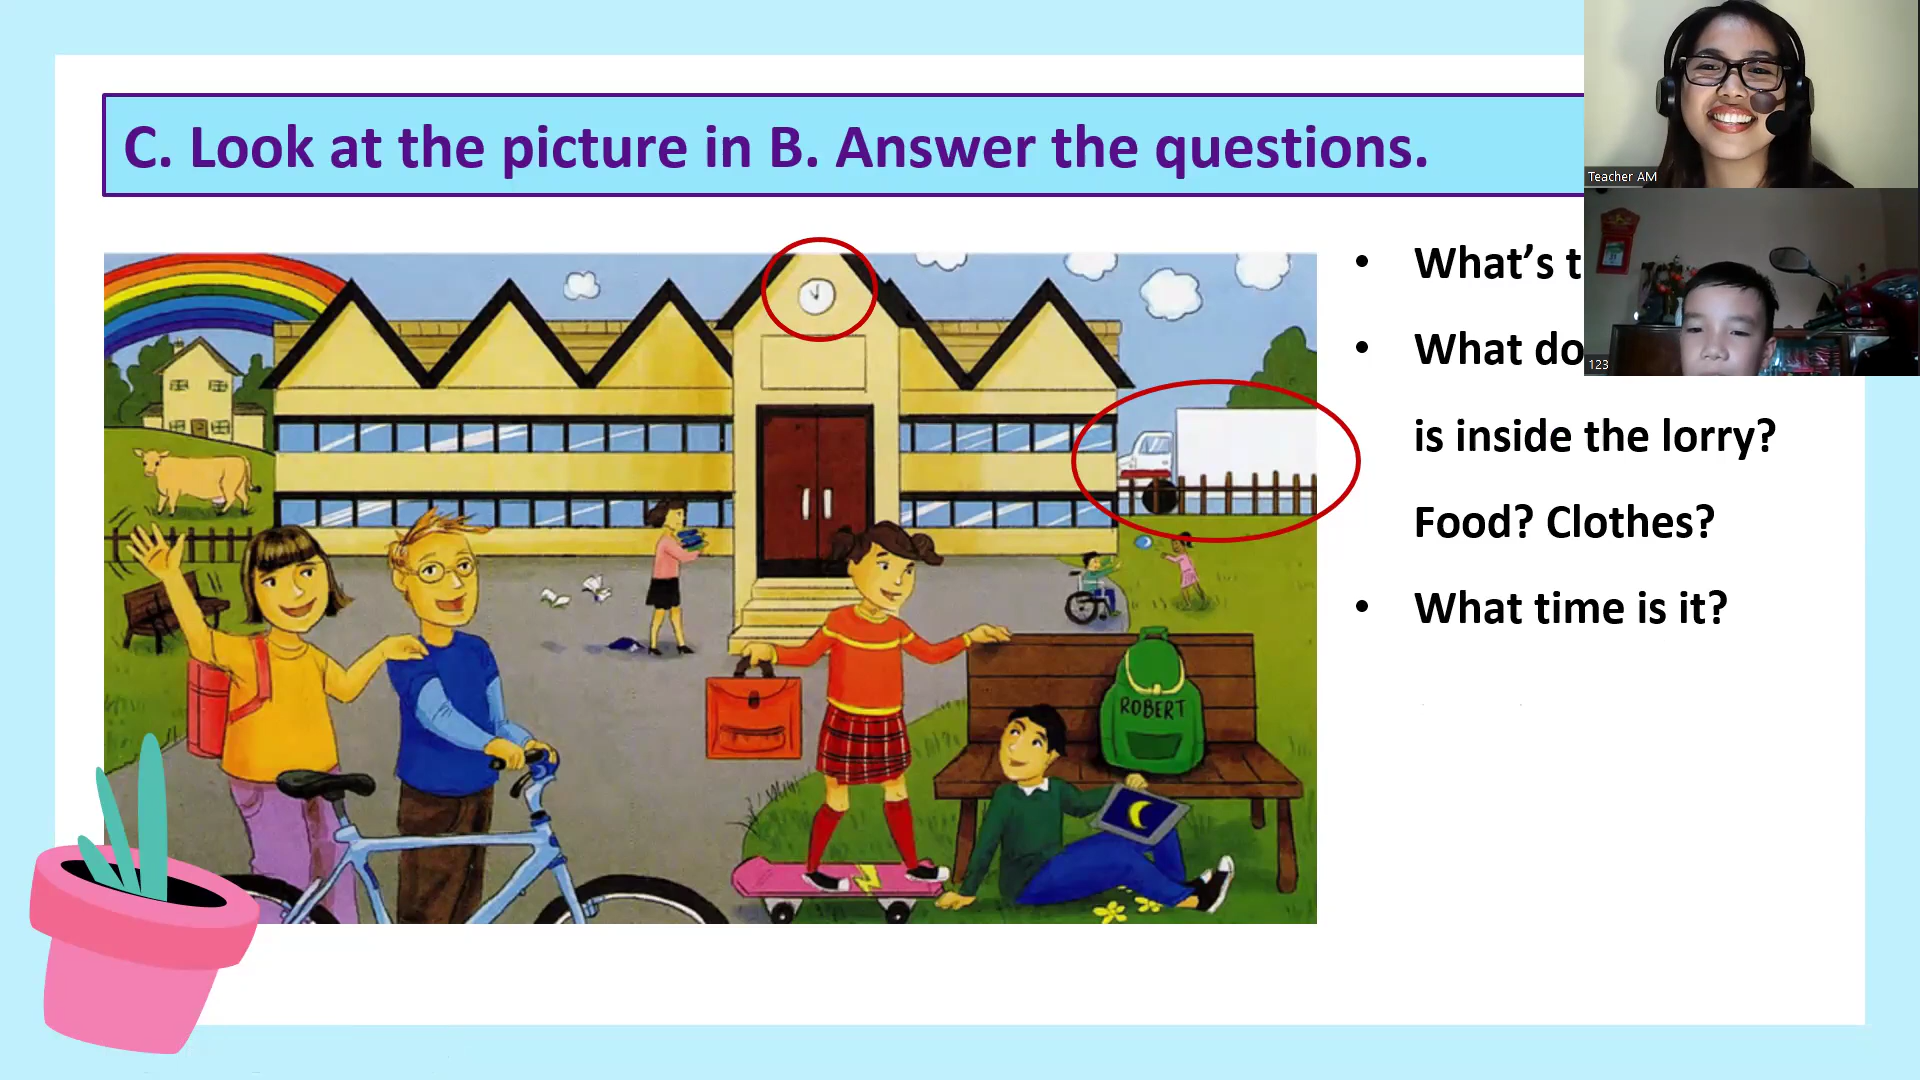 C. Look at the picture in B. Answer the questions.
Teacher AM
123
• What's t
• What do
is inside the lorry?
Food? Clothes?
• What time is it?
ROBERT